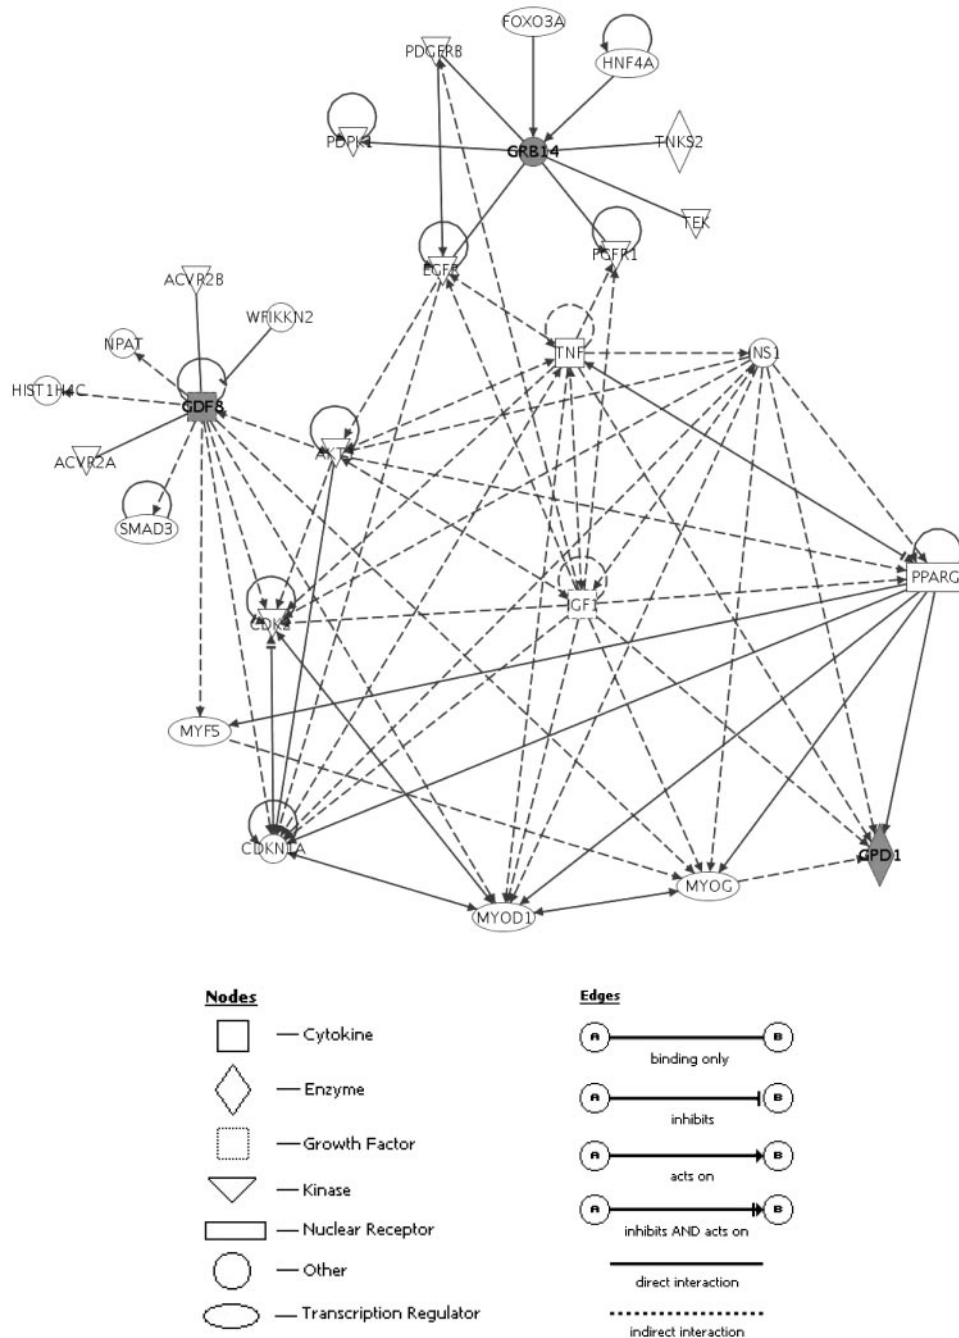 FOXO3A
PDGFRB
HNF4A
PDPK1
GRB14
TNKS2
TEK
EGFR
FGFR1
ACVR2B
WFIKKN2
NPAT
TNF
NS1
HIST1H4C
GDF8
ACVR2A
SMAD3
PPARG
IGF1
CDK2
MYF5
CDKN1A
GPD1
MYOG
MYOD1
Nodes
Cytokine
Enzyme
Growth Factor
Kinase
Nuclear Receptor
Other
Transcription Regulator
Edges
A B
binding only
A B
inhibits
A B
acts on
A B
inhibits AND acts on
direct interaction
indirect interaction